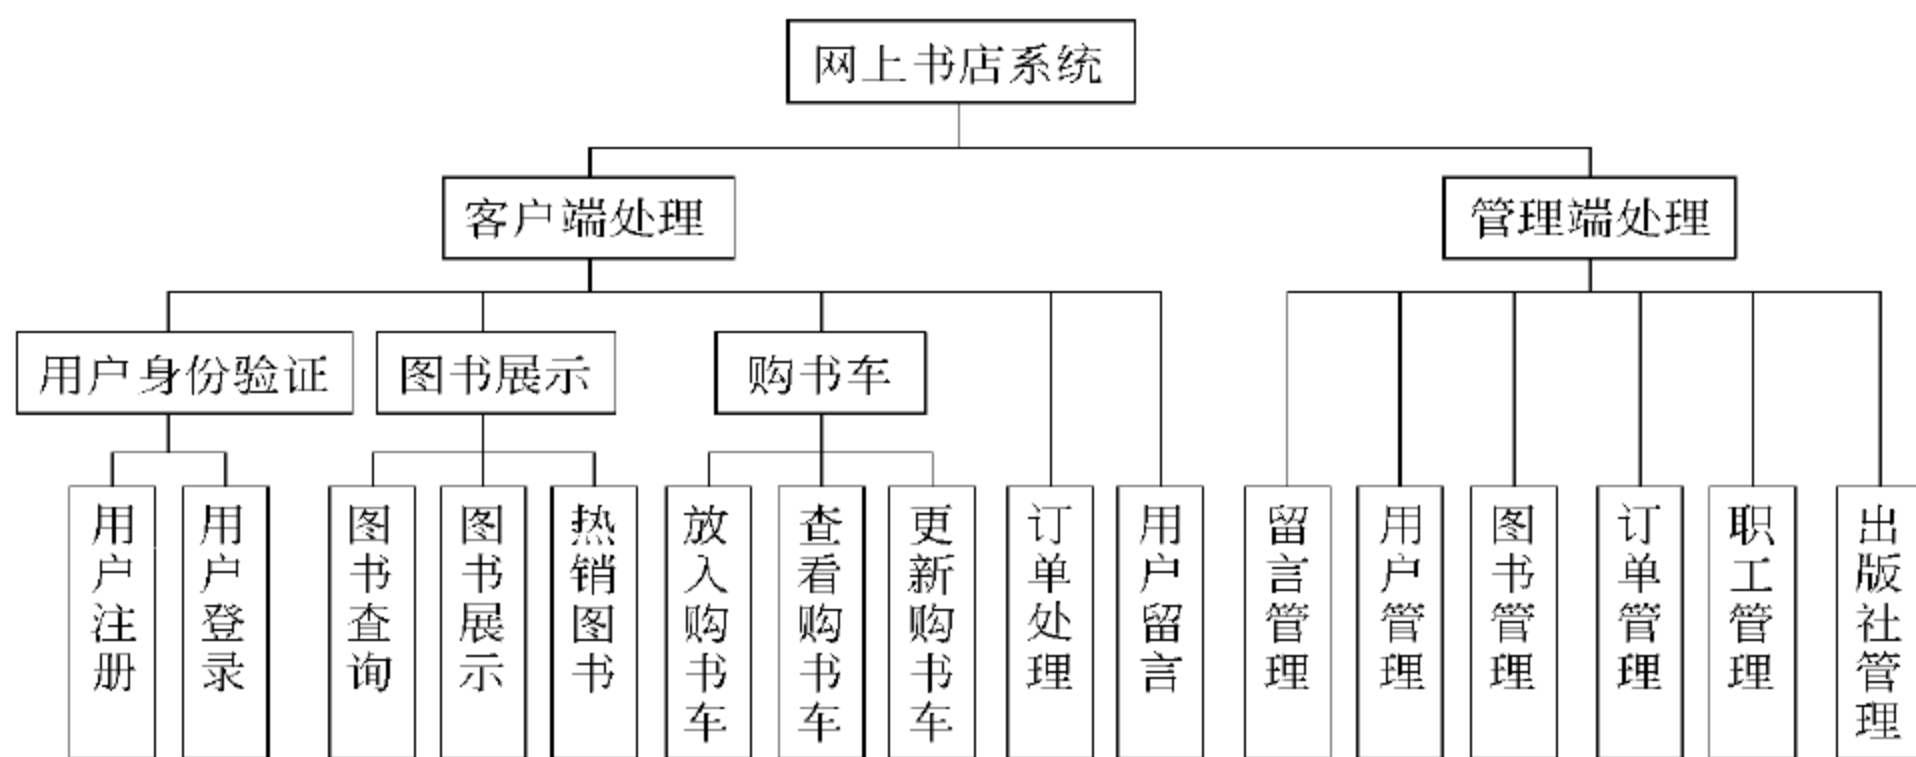 网上书店系统
客户端处理
管理端处理
用户身份验证
图书展示
购书车
用户注册
用户登录
图书查询
图书展示
热销图书
放入购书车
查看购书车
更新购书车
订单处理
用户留言
留言管理
用户管理
图书管理
订单管理
职工管理
出版社管理